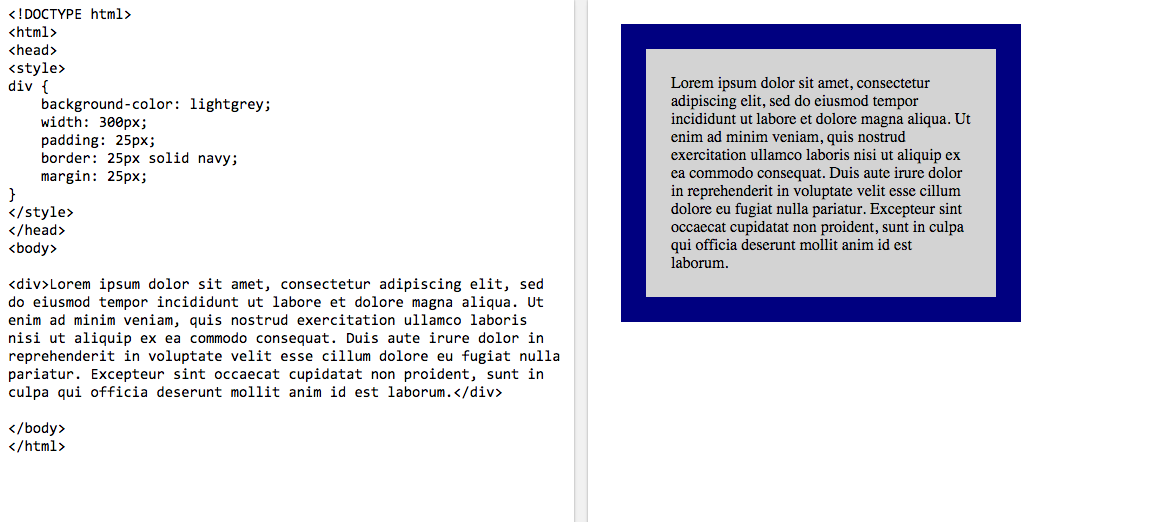 <!DOCTYPE html>
<html>
<head>
<style>
div {
    background-color: lightgrey;
    width: 300px;
    padding: 25px;
    border: 25px solid navy;
    margin: 25px;
}
</style>
</head>
<body>

<div>Lorem ipsum dolor sit amet, consectetur adipiscing elit, sed
do eiusmod tempor incididunt ut labore et dolore magna aliqua. Ut
enim ad minim veniam, quis nostrud exercitation ullamco laboris
nisi ut aliquip ex ea commodo consequat. Duis aute irure dolor in
reprehenderit in voluptate velit esse cillum dolore eu fugiat nulla
pariatur. Excepteur sint occaecat cupidatat non proident, sunt in
culpa qui officia deserunt mollit anim id est laborum.</div>

</body>
</html>
Lorem ipsum dolor sit amet, consectetur
adipiscing elit, sed do eiusmod tempor
incididunt ut labore et dolore magna aliqua. Ut
enim ad minim veniam, quis nostrud
exercitation ullamco laboris nisi ut aliquip ex
ea commodo consequat. Duis aute irure dolor
in reprehenderit in voluptate velit esse cillum
dolore eu fugiat nulla pariatur. Excepteur sint
occaecat cupidatat non proident, sunt in culpa
qui officia deserunt mollit anim id est
laborum.